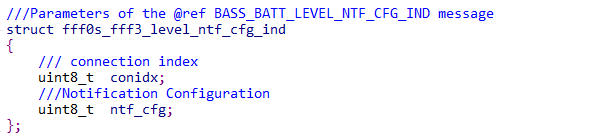 ///Parameters of the @ref BASS_BATT_LEVEL_NTF_CFG_IND message
struct fff0s_fff3_level_ntf_cfg_ind
{
    /// connection index
    uint8_t  conidx;
    ///Notification Configuration
    uint8_t  ntf_cfg;
};